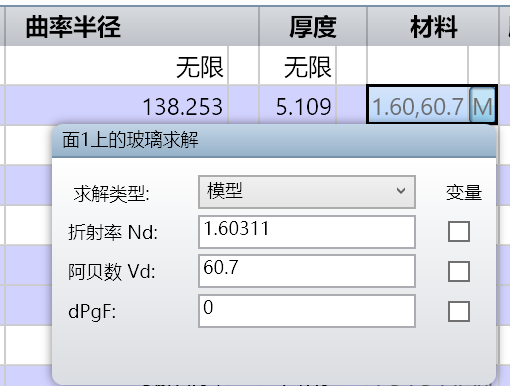 曲率半径 厚度 材料
无限 无限
138.253 5.109 1.60,60.7 M
面1上的玻璃求解
求解类型: 模型 变量
折射率 Nd: 1.60311
阿贝数 Vd: 60.7
dPgF: 0